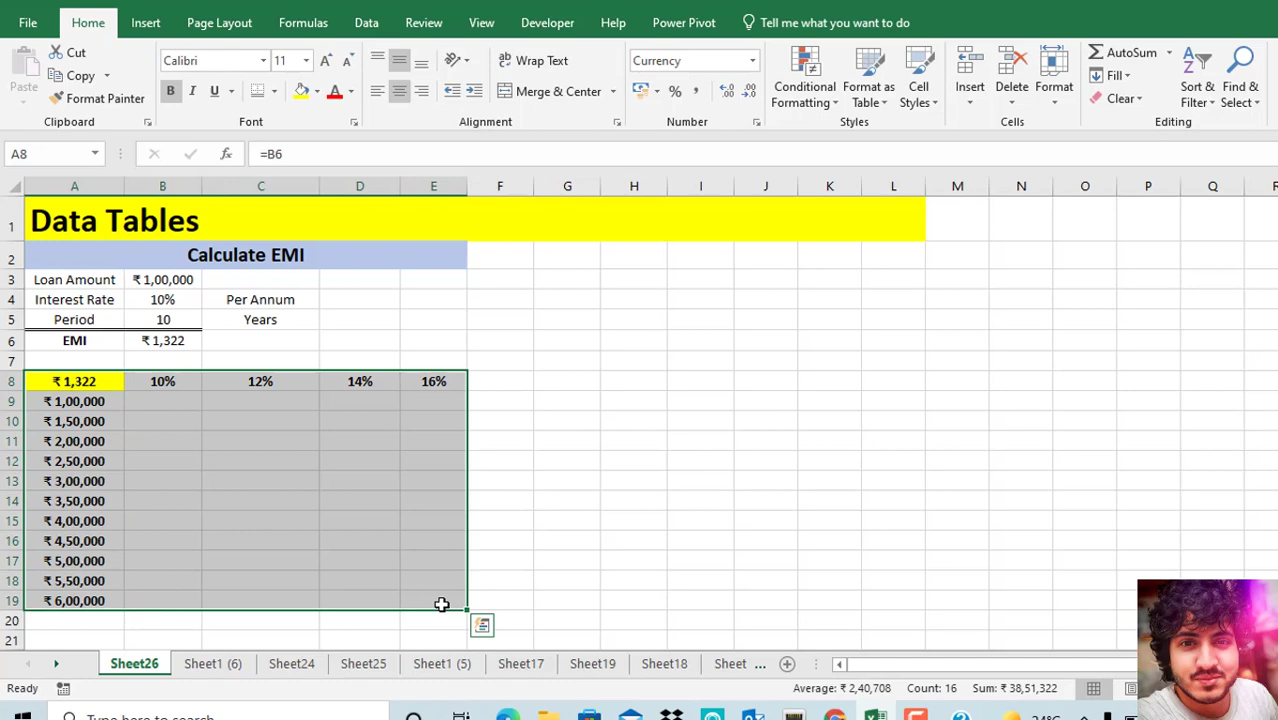 File Home Insert Page Layout Formulas Data Review View Developer Help Power Pivot Tell me what you want to do
Cut
Copy
Format Painter
Paste
Clipboard
Calibri 11
B I U
Font
Wrap Text
Merge & Center
Alignment
Currency
Number
Conditional Formatting
Format as Table
Cell Styles
Styles
Insert Delete Format
Cells
AutoSum
Fill
Clear
Sort & Filter
Find & Select
Editing
A8 fx =B6
A B C D E F G H I J K L M N O P Q R
1 Data Tables
2 Calculate EMI
3 Loan Amount ₹ 1,00,000
4 Interest Rate 10% Per Annum
5 Period 10 Years
6 EMI ₹ 1,322
7
8 ₹ 1,322 10% 12% 14% 16%
9 ₹ 1,00,000
10 ₹ 1,50,000
11 ₹ 2,00,000
12 ₹ 2,50,000
13 ₹ 3,00,000
14 ₹ 3,50,000
15 ₹ 4,00,000
16 ₹ 4,50,000
17 ₹ 5,00,000
18 ₹ 5,50,000
19 ₹ 6,00,000
20
21
Sheet26 Sheet1 (6) Sheet24 Sheet25 Sheet1 (5) Sheet17 Sheet19 Sheet18 Sheet ...
Ready Average: ₹ 2,40,708 Count: 16 Sum: ₹ 38,51,322
Type here to search 24°C